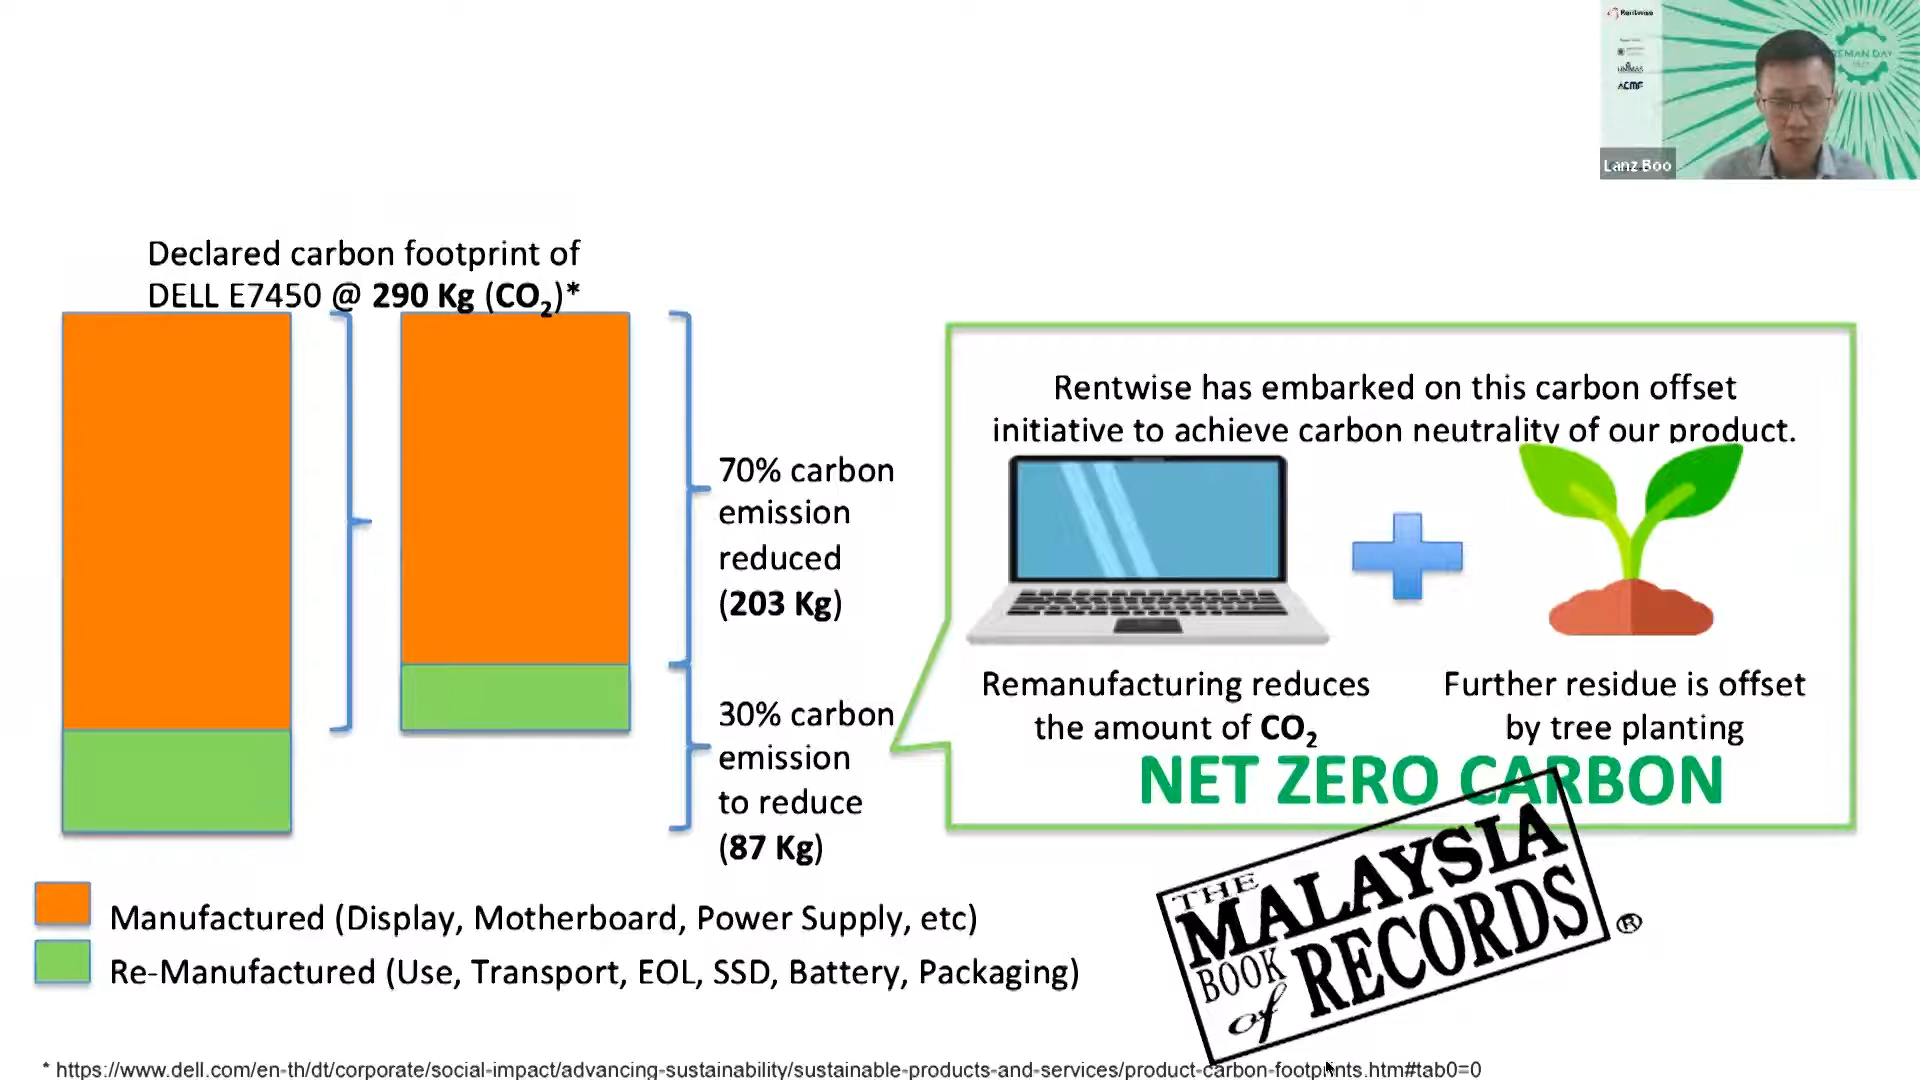 Rentwise
UNIMAS
ACMF
REMAN DAY
Lanz Boo
Declared carbon footprint of
DELL E7450 @ 290 Kg (CO₂)*
70% carbon
emission
reduced
(203 Kg)
30% carbon
emission
to reduce
(87 Kg)
Rentwise has embarked on this carbon offset
initiative to achieve carbon neutrality of our product.
Remanufacturing reduces
the amount of CO₂
Further residue is offset
by tree planting
NET ZERO CARBON
THE
MALAYSIA
BOOK
of
RECORDS
®
Manufactured (Display, Motherboard, Power Supply, etc)
Re-Manufactured (Use, Transport, EOL, SSD, Battery, Packaging)
* https://www.dell.com/en-th/dt/corporate/social-impact/advancing-sustainability/sustainable-products-and-services/product-carbon-footprints.htm#tab0=0